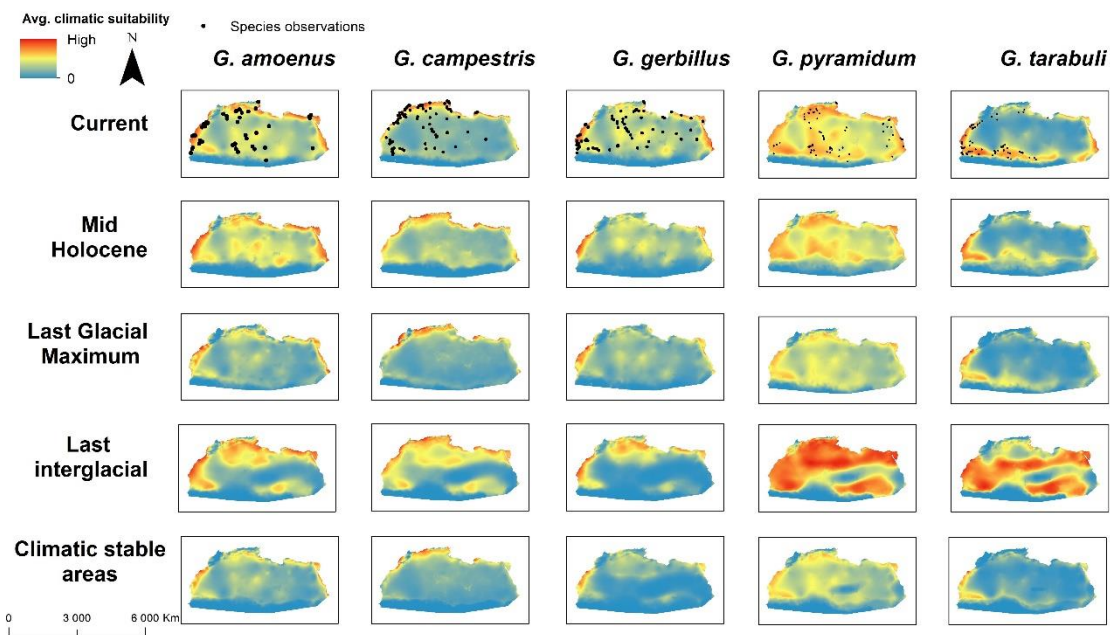 Avg. climatic suitability
High
0
N
Species observations
G. amoenus
G. campestris
G. gerbillus
G. pyramidum
G. tarabuli
Current
Mid
Holocene
Last Glacial
Maximum
Last
interglacial
Climatic stable
areas
0 3 000 6 000 Km